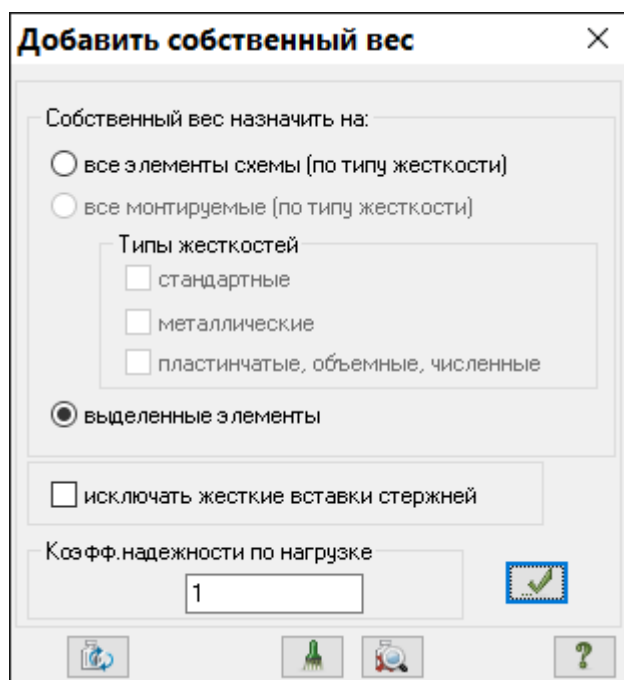 Добавить собственный вес
Собственный вес назначить на:
все элементы схемы (по типу жесткости)
все монтируемые (по типу жесткости)
Типы жесткостей
стандартные
металлические
пластинчатые, объемные, численные
выделенные элементы
исключать жесткие вставки стержней
Коэфф.надежности по нагрузке
1
?